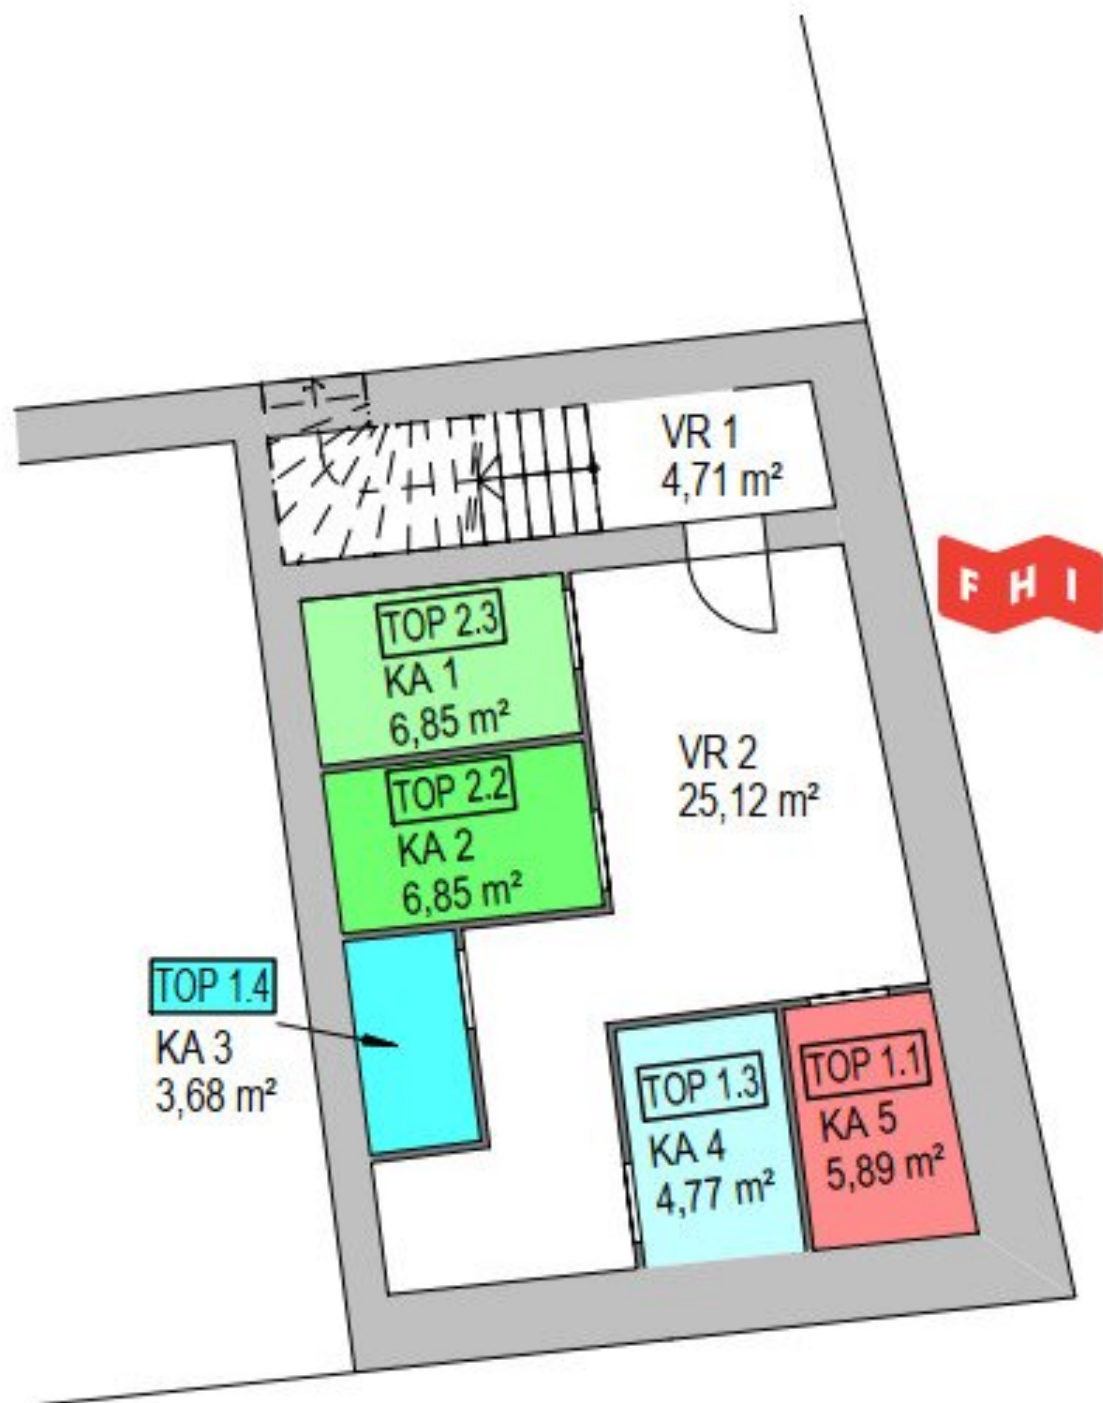 VR 1
4,71 m²
FHI
TOP 2.3
KA 1
6,85 m²
VR 2
25,12 m²
TOP 2.2
KA 2
6,85 m²
TOP 1.4
KA 3
3,68 m²
TOP 1.3
KA 4
4,77 m²
TOP 1.1
KA 5
5,89 m²